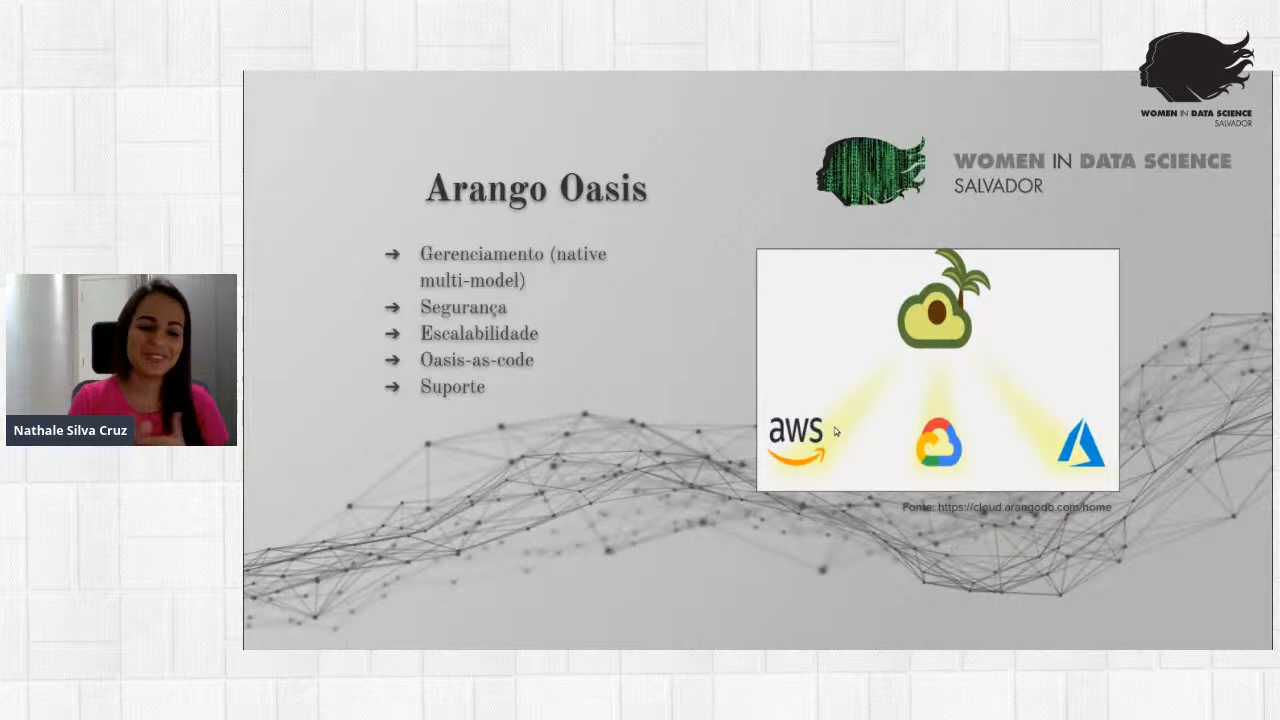 WOMEN IN DATA SCIENCE
SALVADOR
WOMEN IN DATA SCIENCE
SALVADOR
Arango Oasis
➔ Gerenciamento (native
multi-model)
➔ Segurança
➔ Escalabilidade
➔ Oasis-as-code
➔ Suporte
aws
Fonte: https://cloud.arangodb.com/home
Nathale Silva Cruz